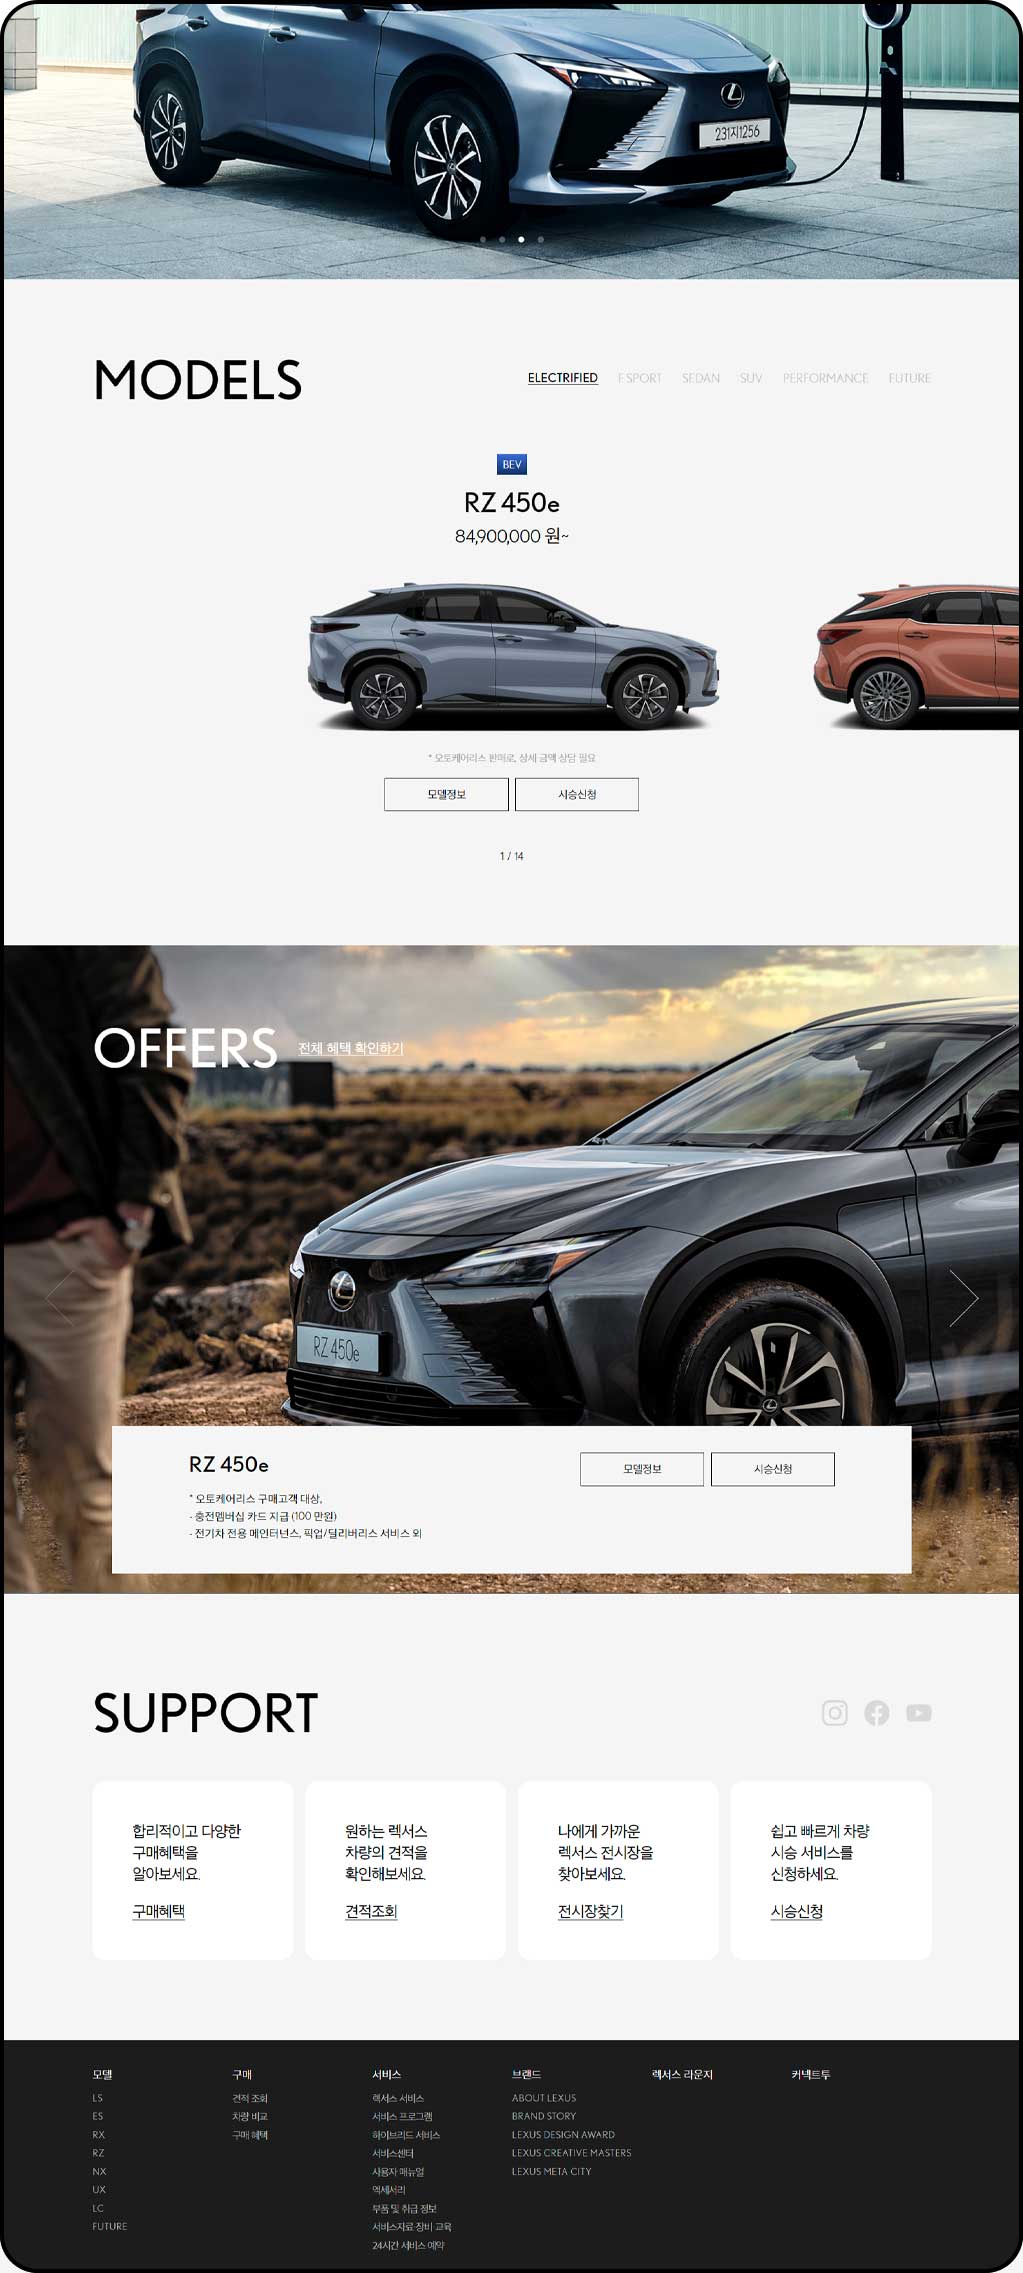 231지1256
MODELS
ELECTRIFIED F SPORT SEDAN SUV PERFORMANCE FUTURE
BEV
RZ 450e
84,900,000 원~
* 오토케어리스 판매로, 상세 금액 상담 필요
모델정보 시승신청
1 / 14
OFFERS 전체 혜택 확인하기
RZ 450e
RZ 450e
모델정보 시승신청
* 오토케어리스 구매고객 대상,
- 충전멤버십 카드 지급 (100 만원)
- 전기차 전용 메인터넌스, 픽업/딜리버리스 서비스 외
SUPPORT
합리적이고 다양한
구매혜택을
알아보세요.
구매혜택
원하는 렉서스
차량의 견적을
확인해보세요.
견적조회
나에게 가까운
렉서스 전시장을
찾아보세요.
전시장찾기
쉽고 빠르게 차량
시승 서비스를
신청하세요.
시승신청
모델
LS
ES
RX
RZ
NX
UX
LC
FUTURE
구매
견적 조회
차량 비교
구매 혜택
서비스
렉서스 서비스
서비스 프로그램
하이브리드 서비스
서비스센터
사용자 매뉴얼
액세서리
부품 및 취급 정보
서비스자료 장비 교육
24시간 서비스 예약
브랜드
ABOUT LEXUS
BRAND STORY
LEXUS DESIGN AWARD
LEXUS CREATIVE MASTERS
LEXUS META CITY
렉서스 라운지
커넥트투